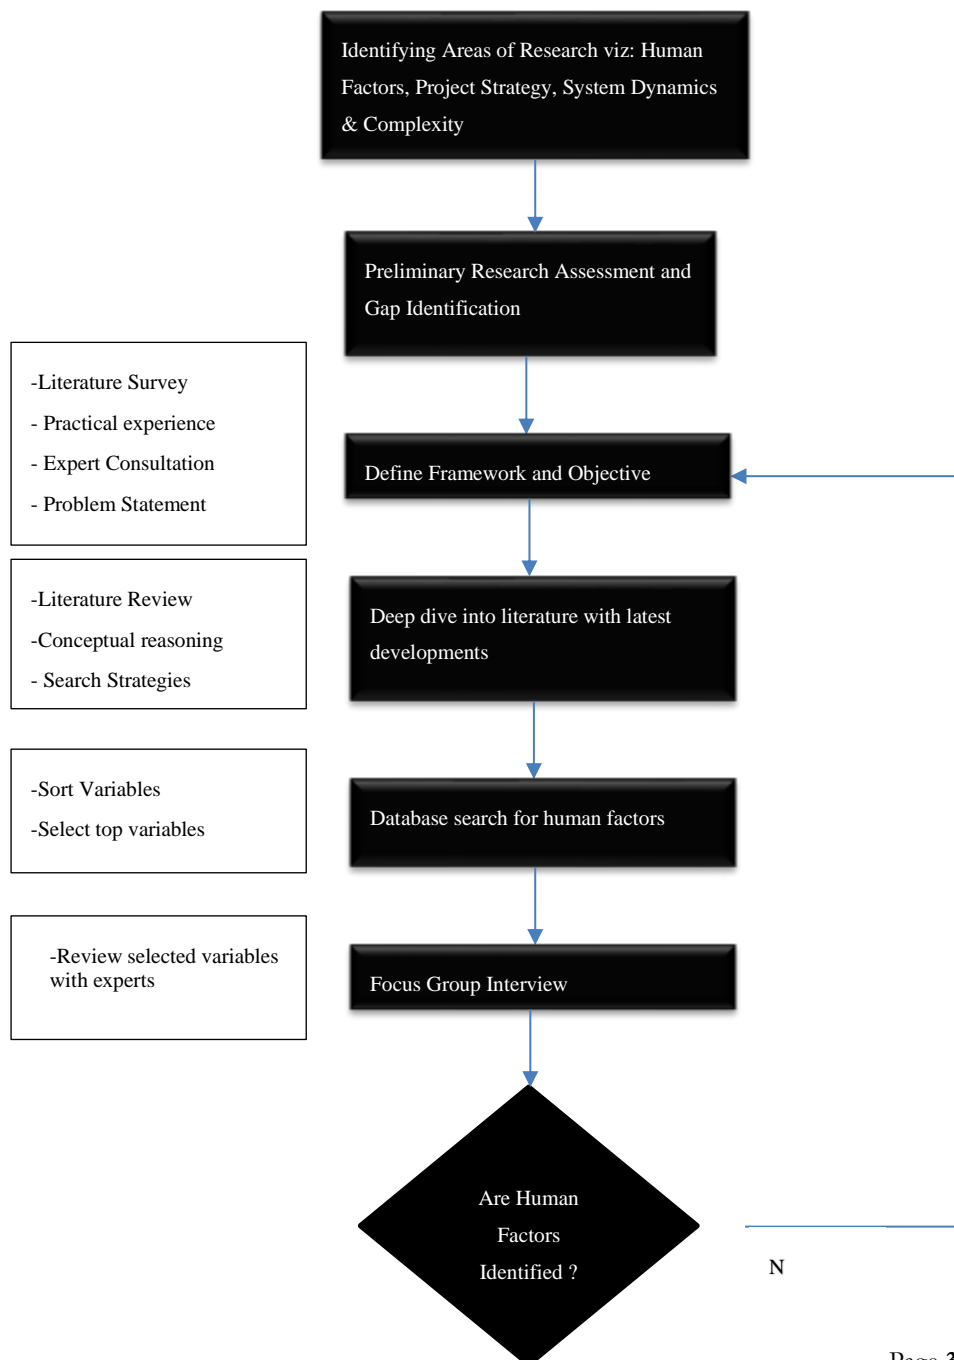 Identifying Areas of Research viz: Human
Factors, Project Strategy, System Dynamics
& Complexity
Preliminary Research Assessment and
Gap Identification
-Literature Survey
- Practical experience
- Expert Consultation
- Problem Statement
Define Framework and Objective
-Literature Review
-Conceptual reasoning
- Search Strategies
Deep dive into literature with latest
developments
-Sort Variables
-Select top variables
Database search for human factors
-Review selected variables
with experts
Focus Group Interview
Are Human
Factors
Identified ?
N
Page 3